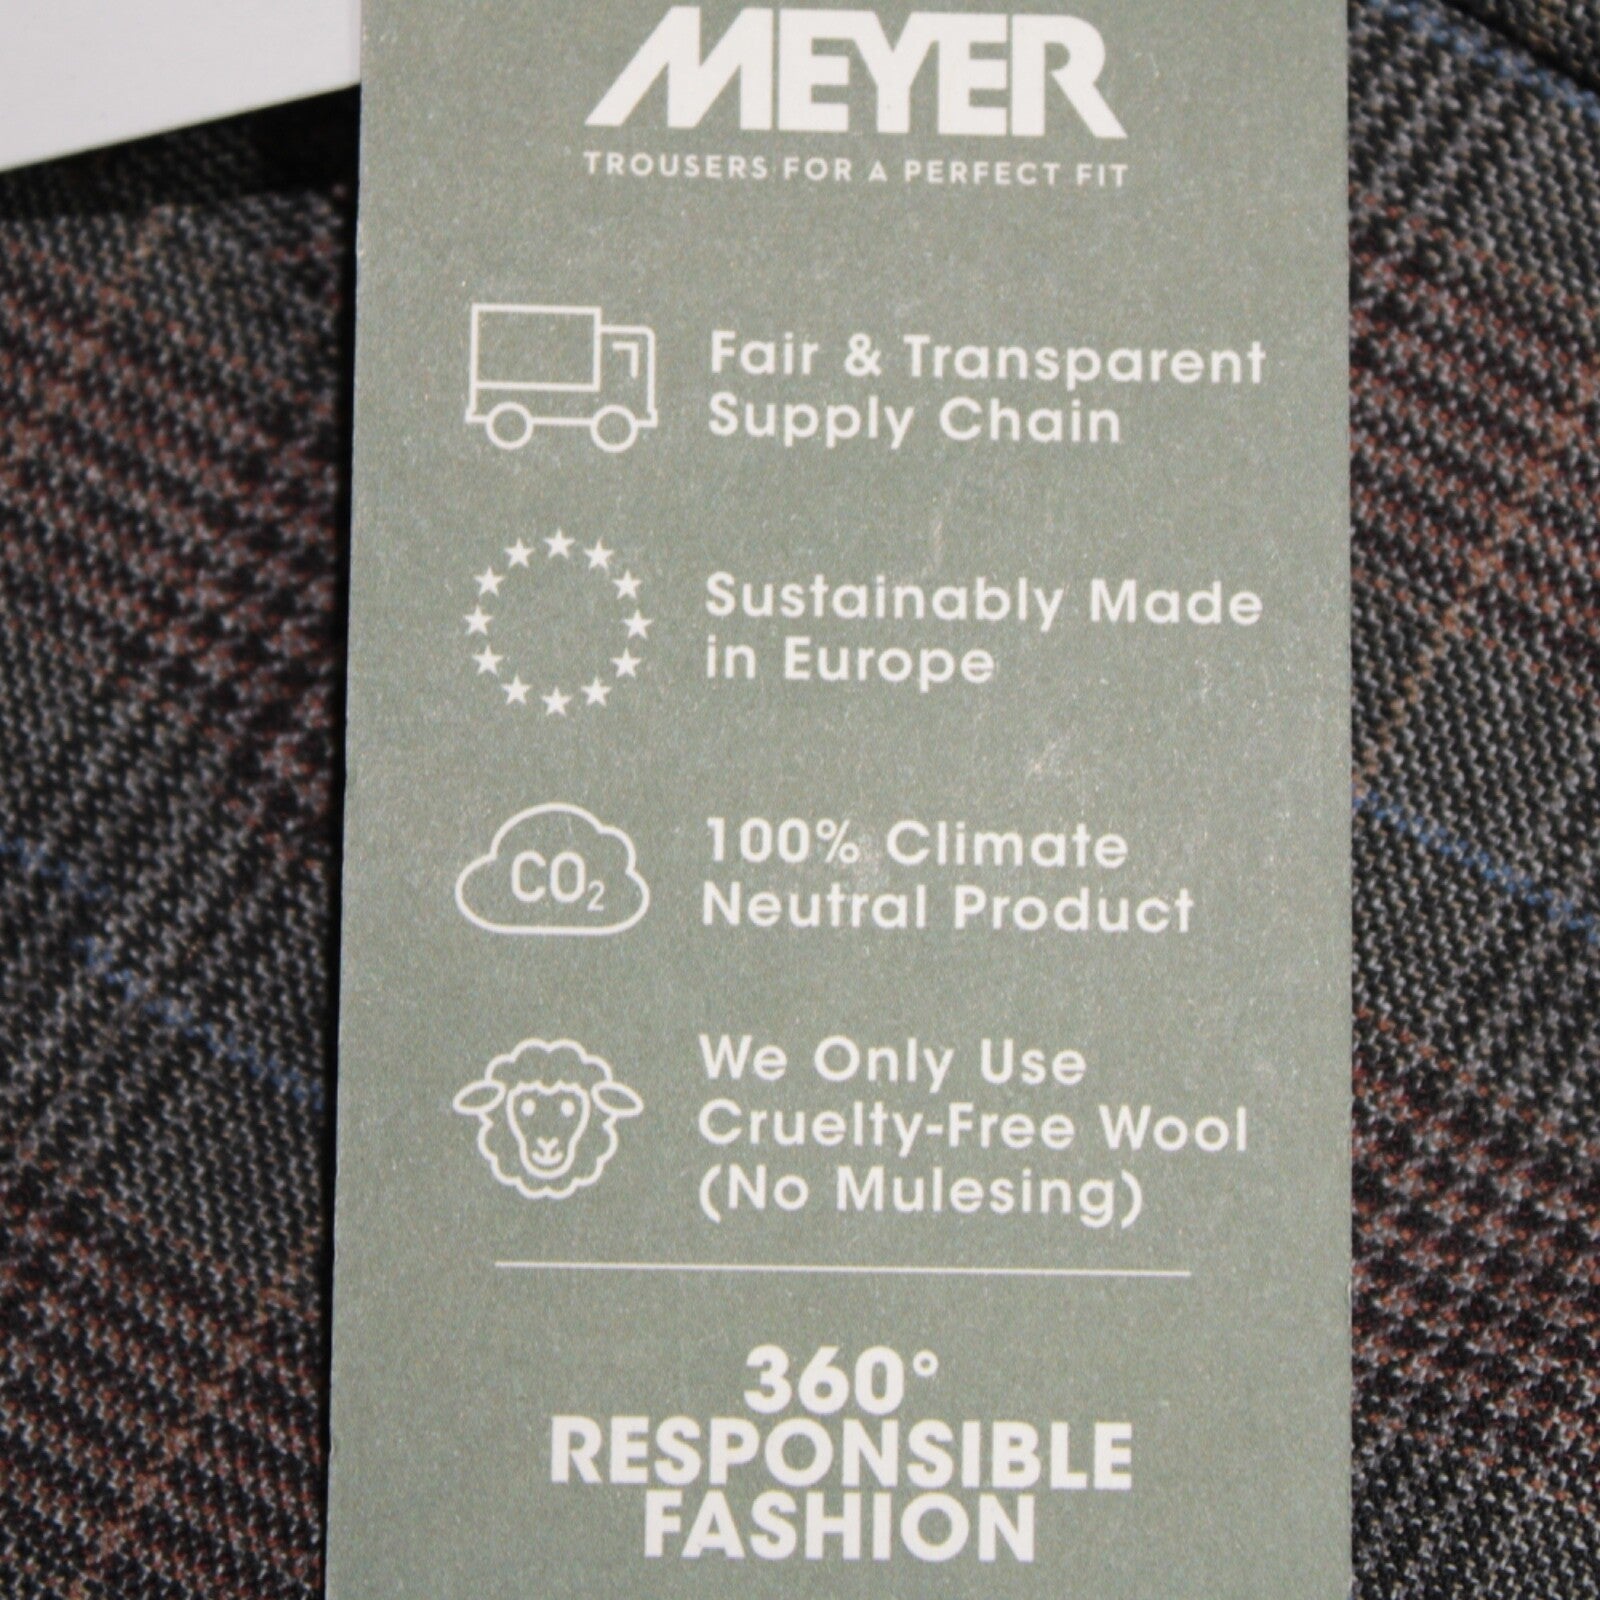 MEYER
TROUSERS FOR A PERFECT FIT
Fair & Transparent
Supply Chain
Sustainably Made
in Europe
CO₂
100% Climate
Neutral Product
We Only Use
Cruelty-Free Wool
(No Mulesing)
360°
RESPONSIBLE
FASHION